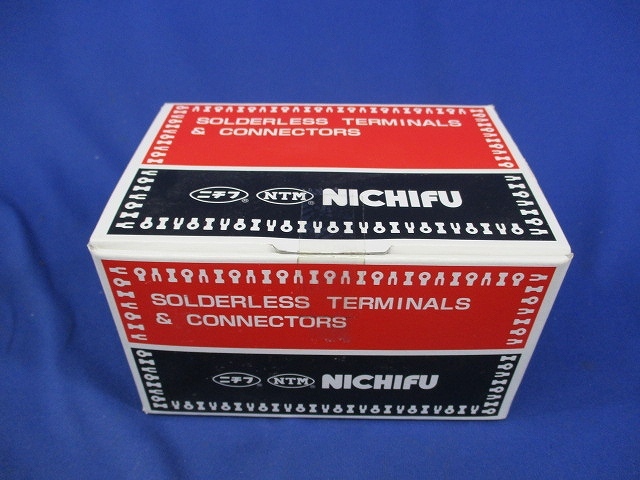 SOLDERLESS TERMINALS
& CONNECTORS
ニチフ® NTM® NICHIFU
SOLDERLESS TERMINALS
& CONNECTORS
ニチフ® NTM® NICHIFU